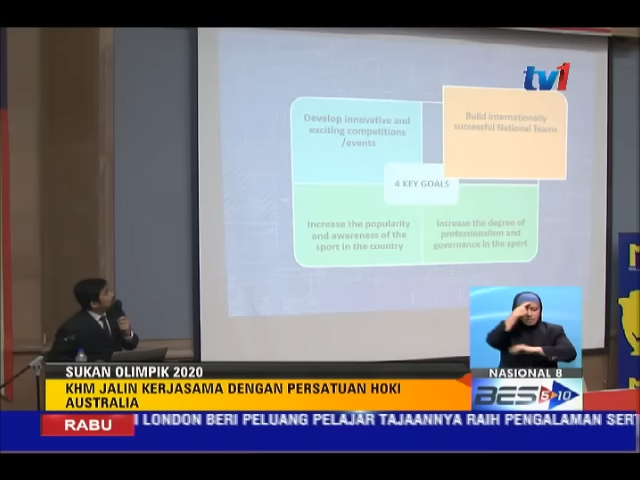 tv1
Develop innovative and
exciting competitions
/events
Build internationally
successful National Teams
4 KEY GOALS
Increase the popularity
and awareness of the
sport in the country
Increase the degree of
professionalism and
governance in the sport
SUKAN OLIMPIK 2020
KHM JALIN KERJASAMA DENGAN PERSATUAN HOKI
AUSTRALIA
NASIONAL 8
BES 5>10
RABU
I LONDON BERI PELUANG PELAJAR TAJAANNYA RAIH PENGALAMAN SERT